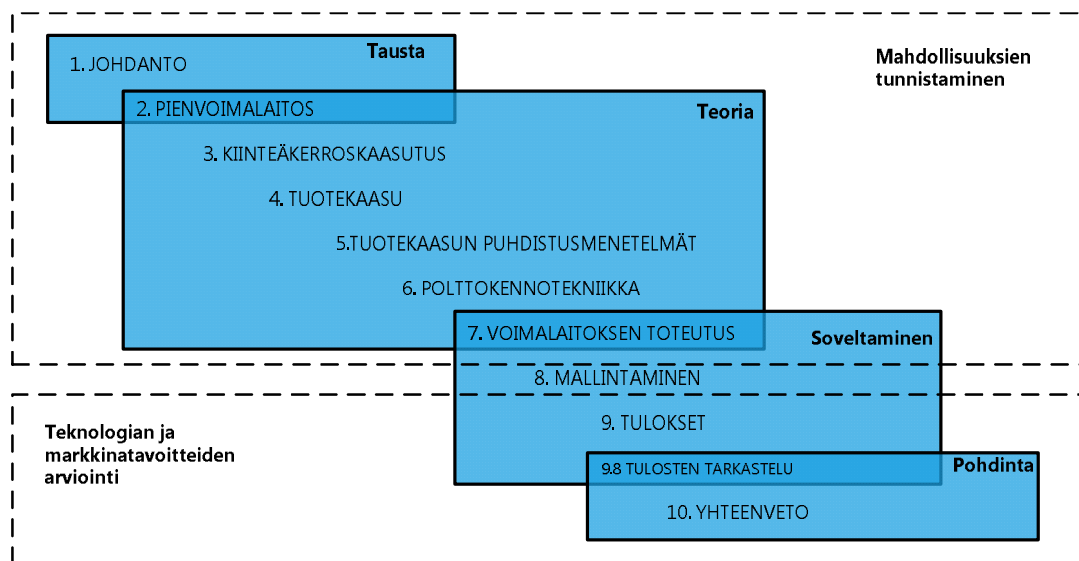 Tausta
1. JOHDANTO
Mahdollisuuksien
tunnistaminen
2. PIENVOIMALAITOS
Teoria
3. KIINTEÄKERROSKAASUTUS
4. TUOTEKAASU
5.TUOTEKAASUN PUHDISTUSMENETELMÄT
6. POLTTOKENNOTEKNIIKKA
7. VOIMALAITOKSEN TOTEUTUS
Soveltaminen
8. MALLINTAMINEN
9. TULOKSET
Teknologian ja
markkinatavoitteiden
arviointi
9.8 TULOSTEN TARKASTELU
Pohdinta
10. YHTEENVETO